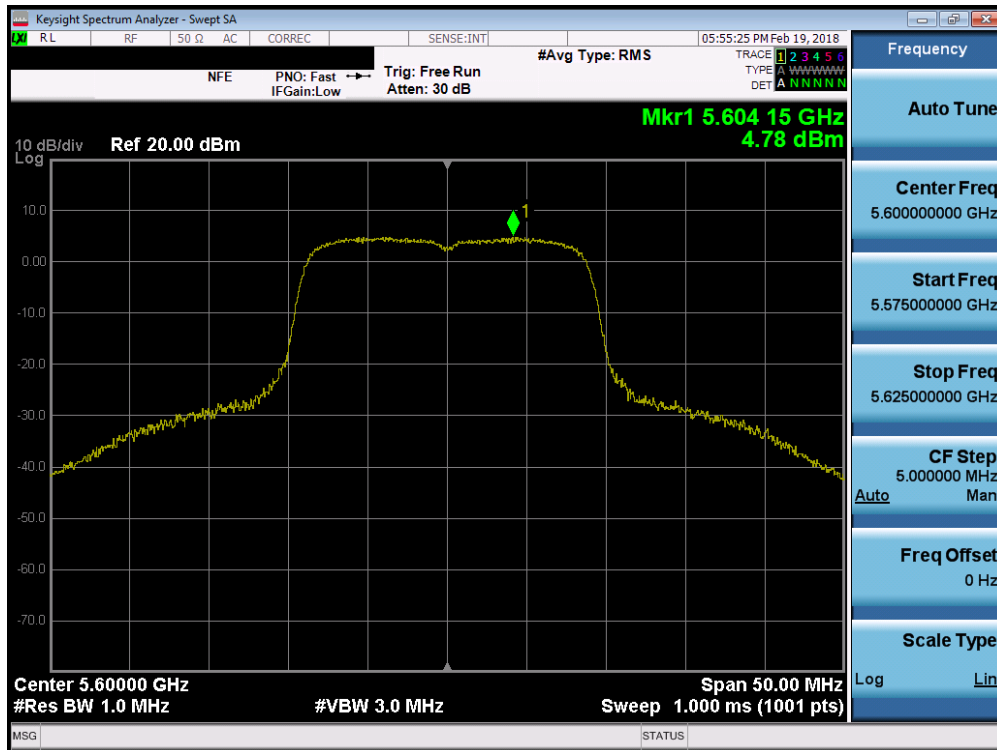 Keysight Spectrum Analyzer - Swept SA
LXI RL RF 50 Ω AC CORREC SENSE:INT 05:55:25 PM Feb 19, 2018
Frequency
#Avg Type: RMS
TRACE 1 2 3 4 5 6
TYPE A WWWWW
DET A N N N N N
NFE PNO: Fast Trig: Free Run
IFGain:Low Atten: 30 dB
Auto Tune
Mkr1 5.604 15 GHz
4.78 dBm
10 dB/div Ref 20.00 dBm
Log
1
10.0
0.00
-10.0
-20.0
-30.0
-40.0
-50.0
-60.0
-70.0
Center Freq
5.600000000 GHz
Start Freq
5.575000000 GHz
Stop Freq
5.625000000 GHz
CF Step
5.000000 MHz
Auto Man
Freq Offset
0 Hz
Scale Type
Log Lin
Center 5.60000 GHz Span 50.00 MHz
#Res BW 1.0 MHz #VBW 3.0 MHz Sweep 1.000 ms (1001 pts)
MSG STATUS